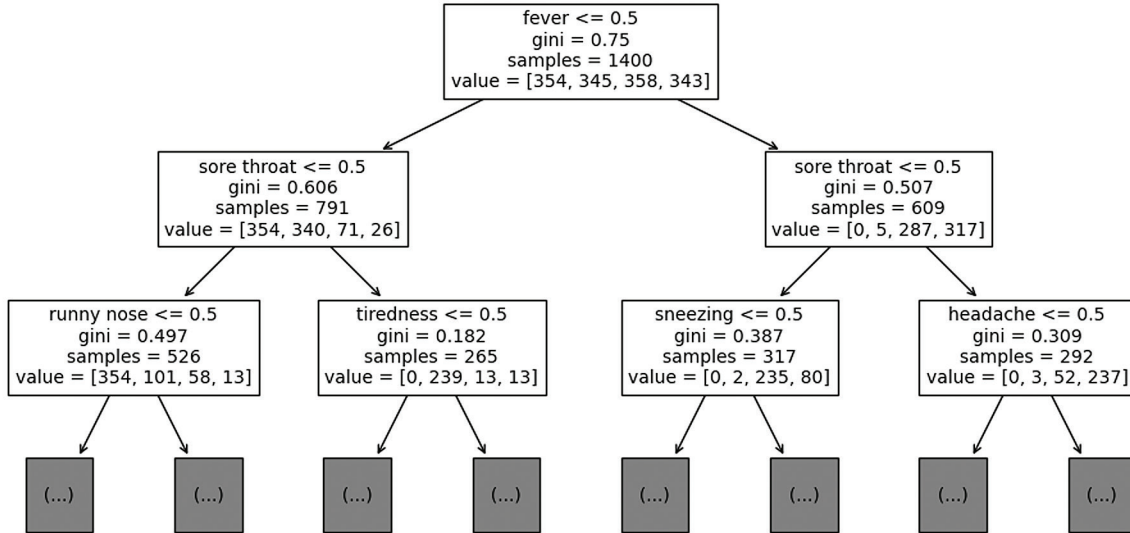 fever <= 0.5
gini = 0.75
samples = 1400
value = [354, 345, 358, 343]
sore throat <= 0.5
gini = 0.606
samples = 791
value = [354, 340, 71, 26]
sore throat <= 0.5
gini = 0.507
samples = 609
value = [0, 5, 287, 317]
runny nose <= 0.5
gini = 0.497
samples = 526
value = [354, 101, 58, 13]
tiredness <= 0.5
gini = 0.182
samples = 265
value = [0, 239, 13, 13]
sneezing <= 0.5
gini = 0.387
samples = 317
value = [0, 2, 235, 80]
headache <= 0.5
gini = 0.309
samples = 292
value = [0, 3, 52, 237]
(...)
(...)
(...)
(...)
(...)
(...)
(...)
(...)